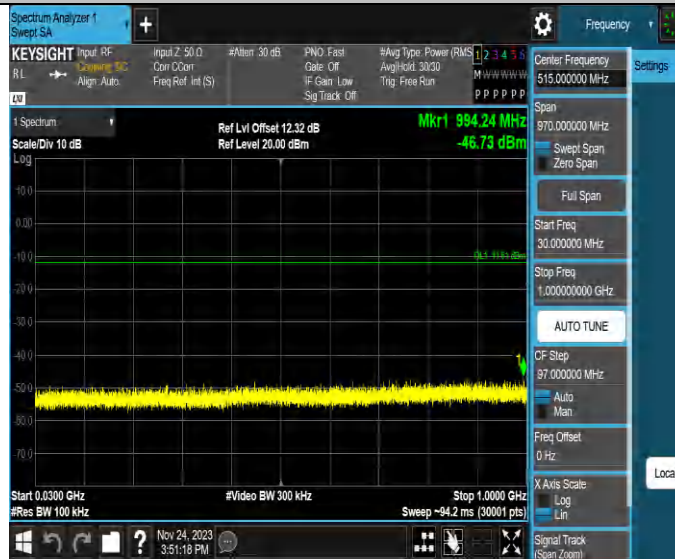 Spectrum Analyzer 1
Swept SA
+
Frequency
KEYSIGHT
Input: RF
Input Z: 50 Ω
#Atten: 30 dB
PNO: Fast
#Avg Type: Power (RMS
1 2 3 4 5 6
RL
Corr CCorr
Gate: Off
Avg|Hold: 30/30
M W W W W W
Align: Auto
Freq Ref: Int (S)
IF Gain: Low
Trig: Free Run
Sig Track: Off
P P P P P P
LXI
1 Spectrum
Scale/Div 10 dB
Ref Lvl Offset 12.32 dB
Ref Level 20.00 dBm
Mkr1 994.24 MHz
-46.73 dBm
Log
10.0
0.00
-10.0
-20.0
-30.0
-40.0
-50.0
-60.0
-70.0
1
Start 0.0300 GHz
#Video BW 300 kHz
Stop 1.0000 GHz
#Res BW 100 kHz
Sweep ~94.2 ms (30001 pts)
Center Frequency
515.000000 MHz
Settings
Span
970.000000 MHz
Swept Span
Zero Span
Full Span
Start Freq
30.000000 MHz
Stop Freq
1.000000000 GHz
AUTO TUNE
CF Step
97.000000 MHz
Auto
Man
Freq Offset
0 Hz
X Axis Scale
Log
Lin
Loca
Signal Track
(Span Zoom)
?
Nov 24, 2023
3:51:18 PM